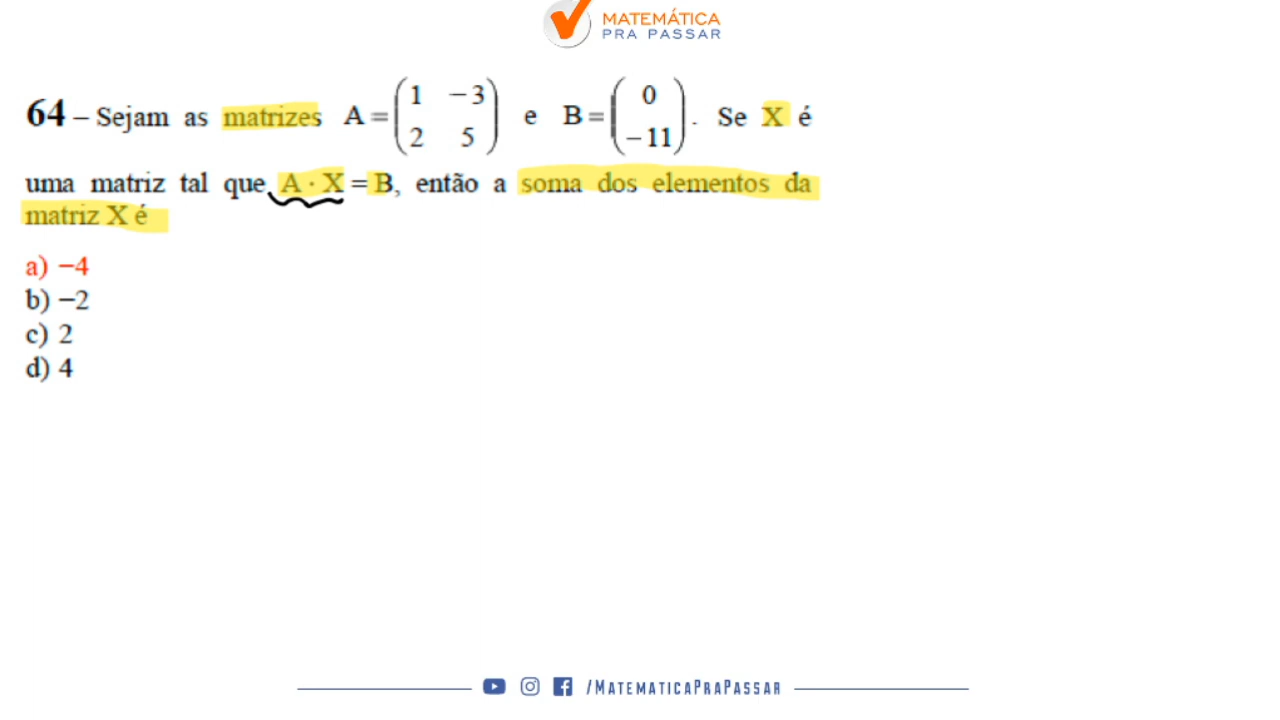 MATEMÁTICA
PRA PASSAR
64 – Sejam as matrizes A = ( 1 −3 ; 2 5 ) e B = ( 0 ; −11 ). Se X é
uma matriz tal que A · X = B, então a soma dos elementos da
matriz X é
a) −4
b) −2
c) 2
d) 4
/MATEMATICAPRAPASSAR